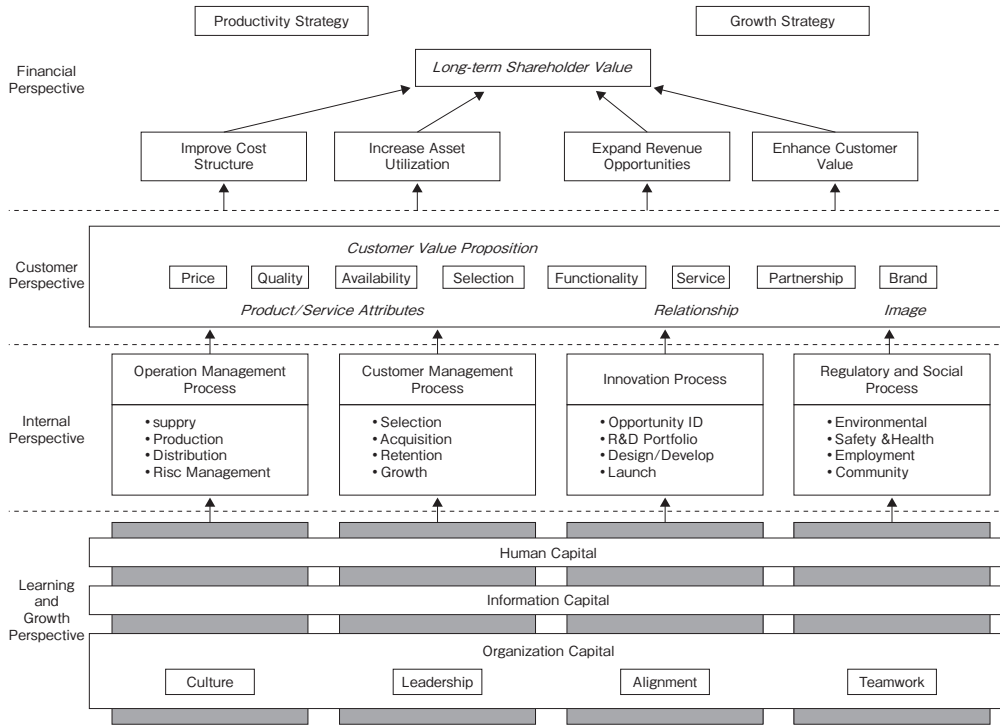 Productivity Strategy
Growth Strategy
Financial
Perspective
Long-term Shareholder Value
Improve Cost
Structure
Increase Asset
Utilization
Expand Revenue
Opportunities
Enhance Customer
Value
Customer
Perspective
Customer Value Proposition
Price
Quality
Availability
Selection
Functionality
Service
Partnership
Brand
Product/Service Attributes
Relationship
Image
Internal
Perspective
Operation Management
Process
• suppry
• Production
• Distribution
• Risc Management
Customer Management
Process
• Selection
• Acquisition
• Retention
• Growth
Innovation Process
• Opportunity ID
• R&D Portfolio
• Design/Develop
• Launch
Regulatory and Social
Process
• Environmental
• Safety &Health
• Employment
• Community
Learning
and
Growth
Perspective
Human Capital
Information Capital
Organization Capital
Culture
Leadership
Alignment
Teamwork